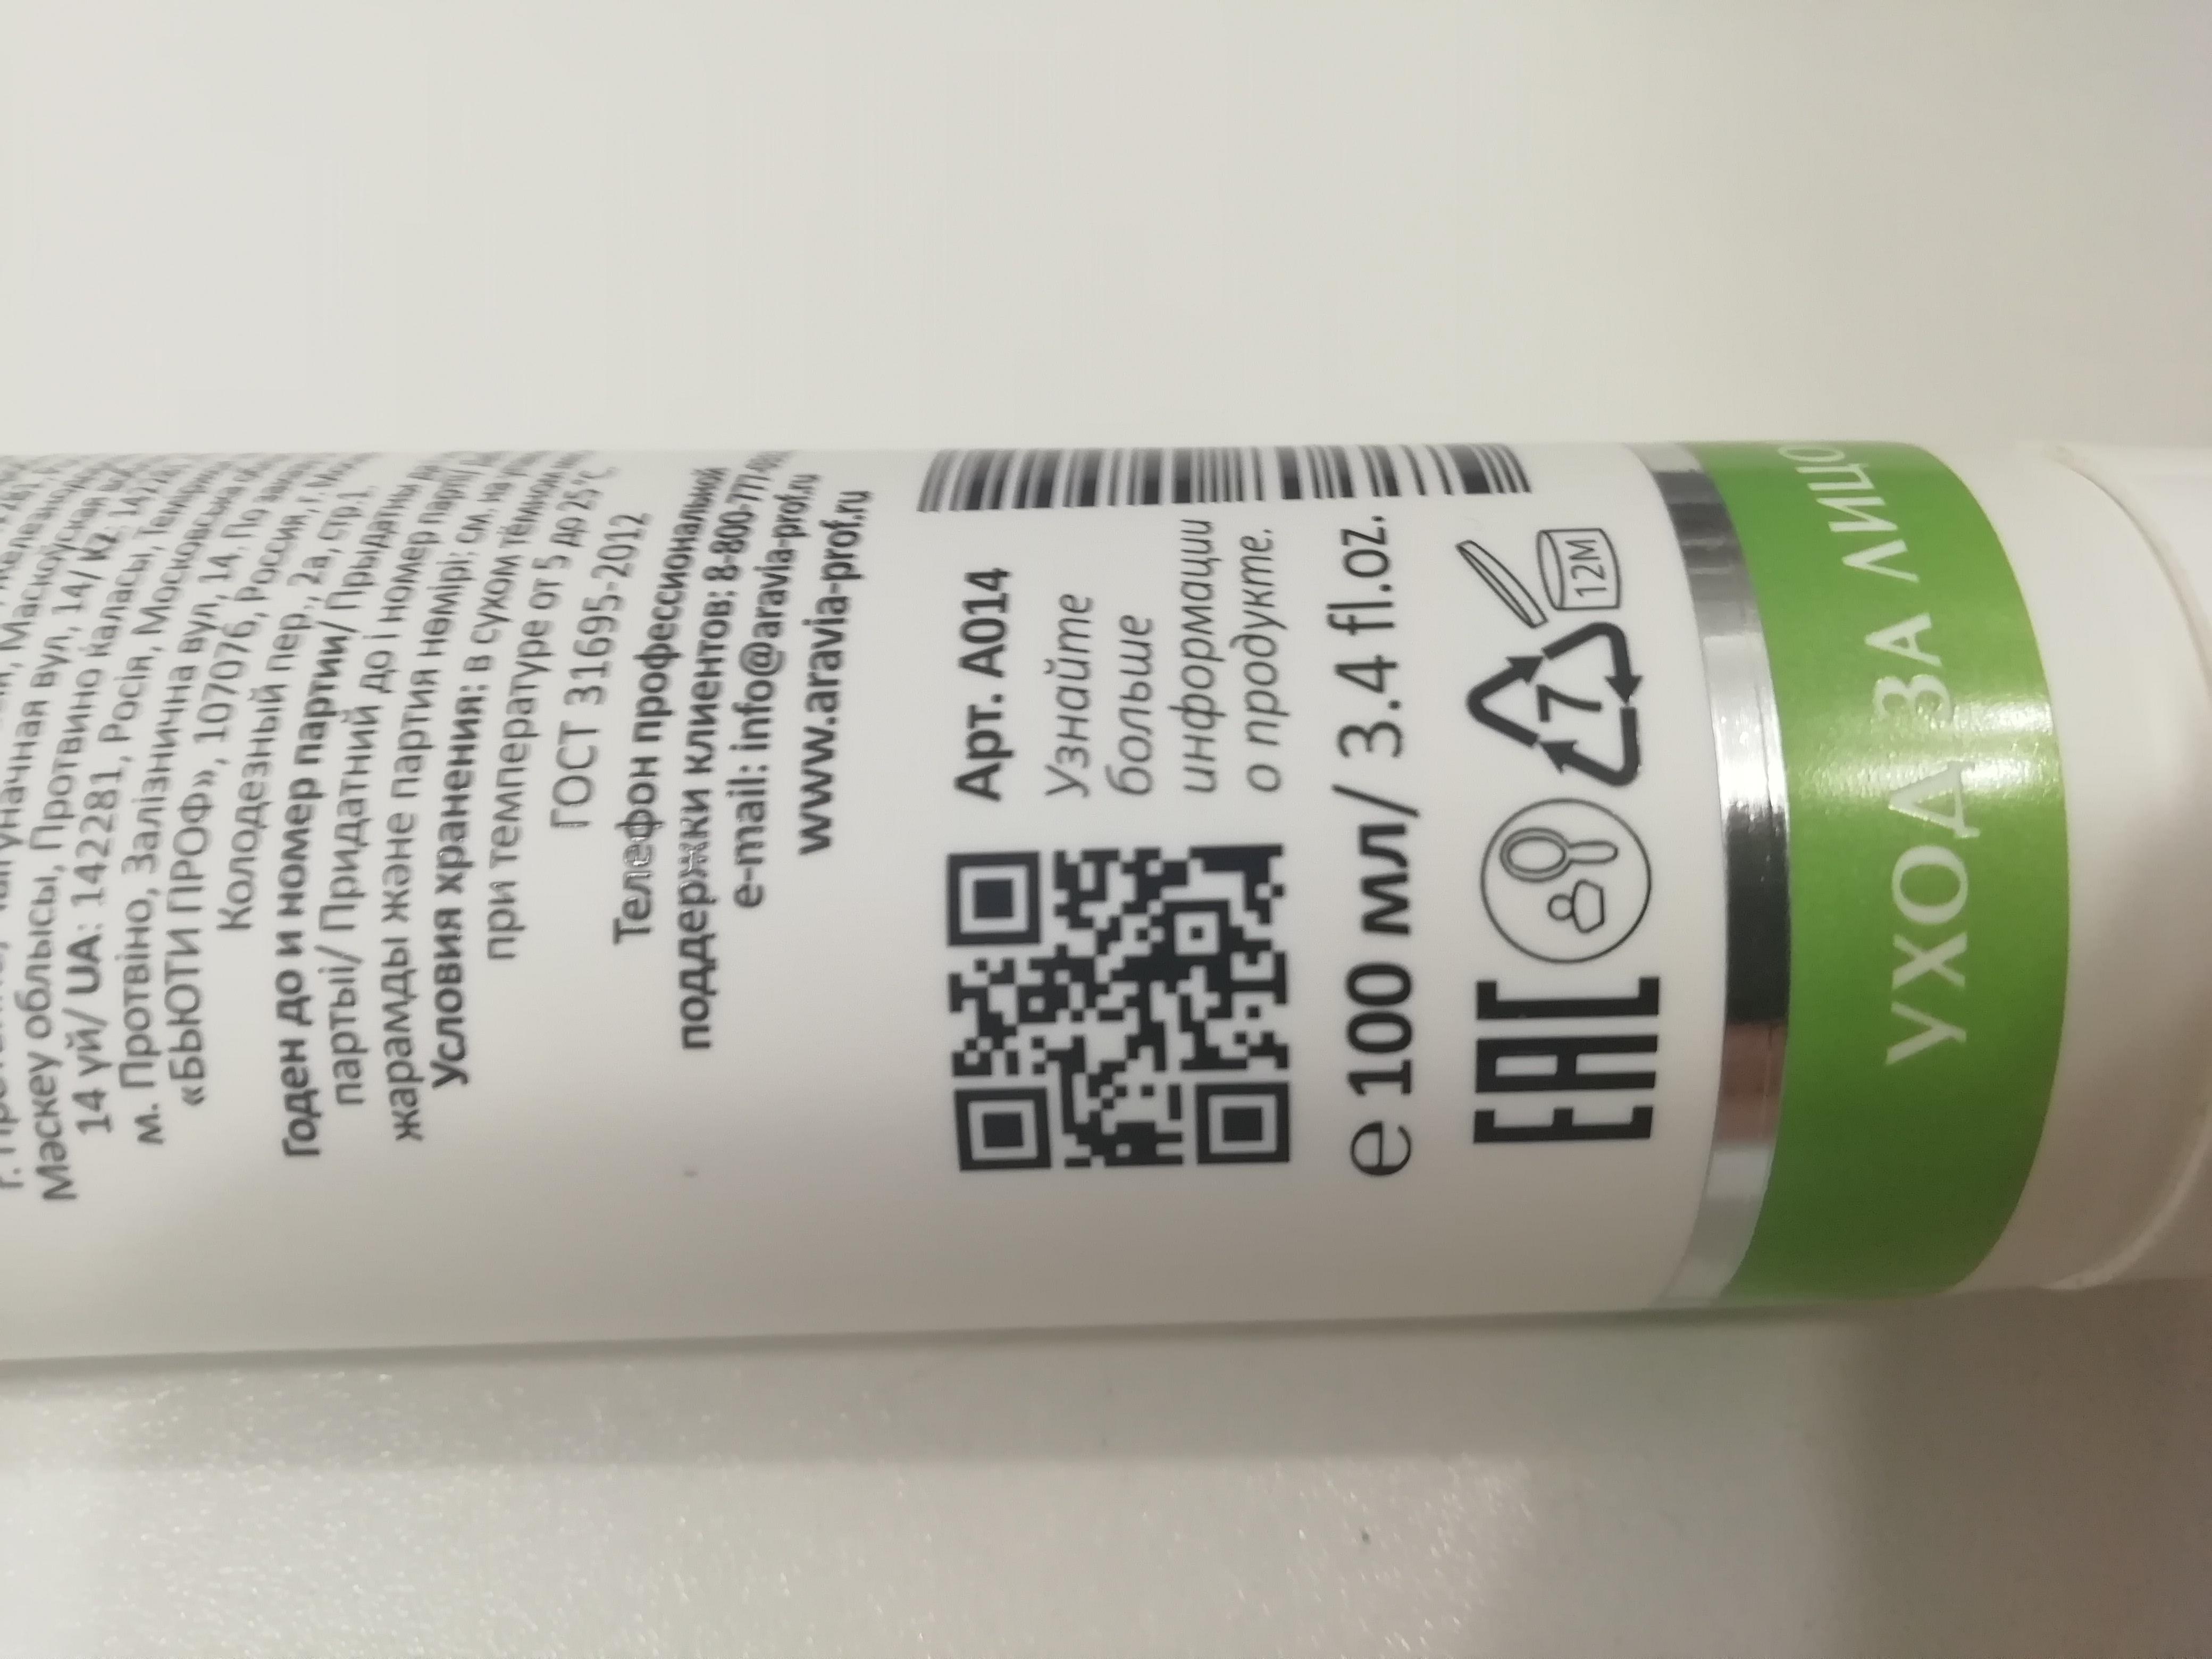 Мәскеу облысы, Протвино қаласы,
14 үй/ UA: 142281, Росія, Московська
м. Протвіно, Залізнична вул, 14. По
«БЬЮТИ ПРОФ», 107076, Россия, г.
Колодезный пер., 2а, стр.1.
Годен до и номер партии/ Прыдатны
партыі/ Придатний до і номер партії/
жарамды және партия нөмірі: см. на
Условия хранения: в сухом тёмном
при температуре от 5 до 25°C.
ГОСТ 31695-2012
Телефон профессиональной
поддержки клиентов: 8-800-777-
e-mail: info@aravia-prof.ru
www.aravia-prof.ru
Арт. А014
Узнайте
больше
информации
о продукте.
e 100 мл/ 3.4 fl.oz.
EAC
7
12M
УХОД ЗА ЛИЦО